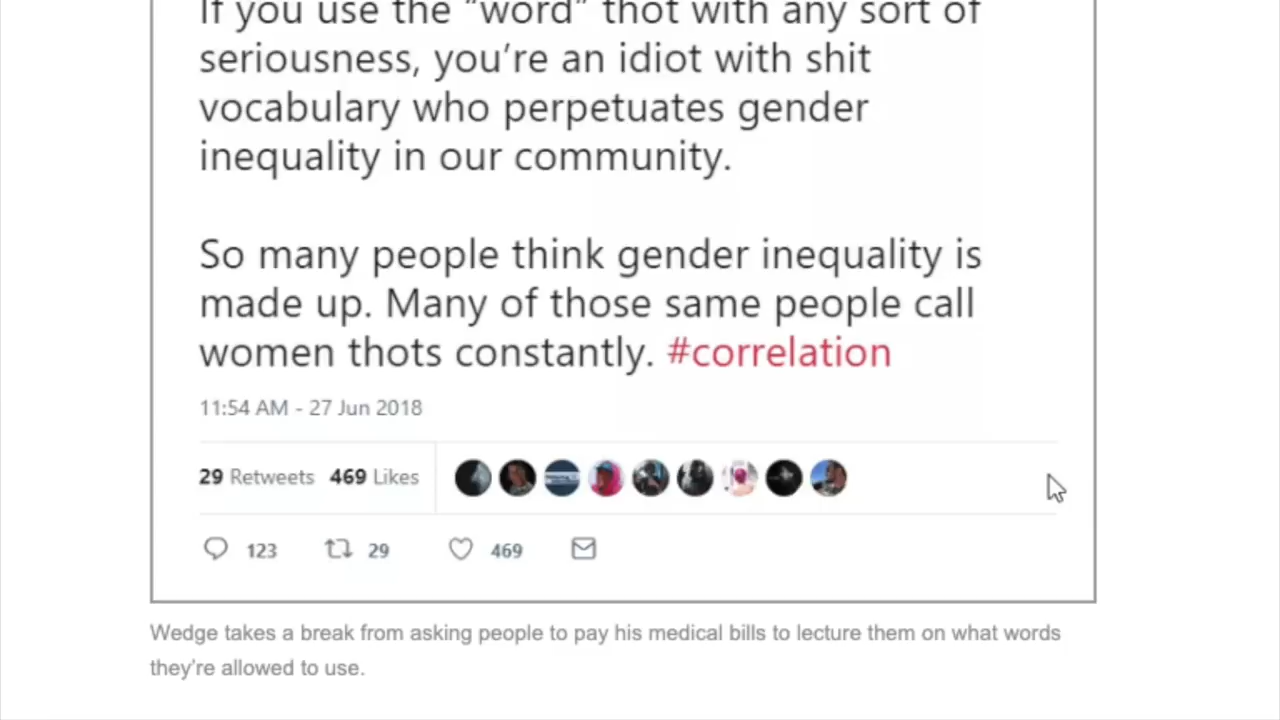 If you use the “word” thot with any sort of
seriousness, you’re an idiot with shit
vocabulary who perpetuates gender
inequality in our community.
So many people think gender inequality is
made up. Many of those same people call
women thots constantly. #correlation
11:54 AM - 27 Jun 2018
29 Retweets 469 Likes
123 29 469
Wedge takes a break from asking people to pay his medical bills to lecture them on what words
they’re allowed to use.